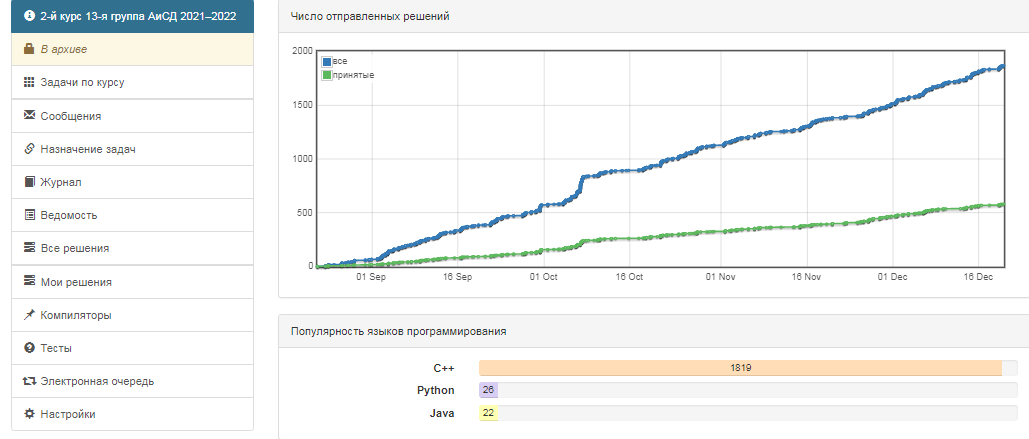 2-й курс 13-я группа АиСД 2021–2022
В архиве
Задачи по курсу
Сообщения
Назначение задач
Журнал
Ведомость
Все решения
Мои решения
Компиляторы
Тесты
Электронная очередь
Настройки
Число отправленных решений
2000
все
принятые
1500
1000
500
0
01 Sep 16 Sep 01 Oct 16 Oct 01 Nov 16 Nov 01 Dec 16 Dec
Популярность языков программирования
C++ 1819
Python 26
Java 22